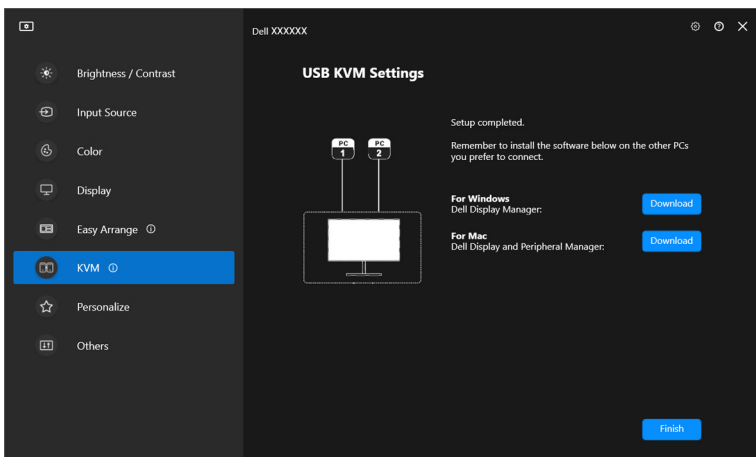 Dell XXXXXX
Brightness / Contrast
Input Source
Color
Display
Easy Arrange
KVM
Personalize
Others
USB KVM Settings
PC
1
PC
2
Setup completed.
Remember to install the software below on the other PCs
you prefer to connect.
For Windows
Dell Display Manager:
Download
For Mac
Dell Display and Peripheral Manager:
Download
Finish